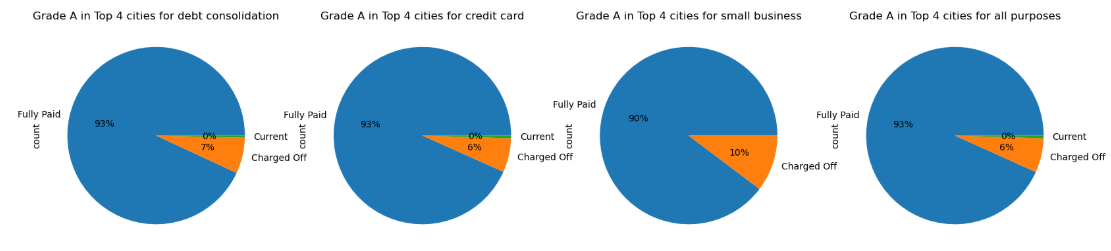 Grade A in Top 4 cities for debt consolidation
Fully Paid
count
93%
0%
7%
Current
Charged Off
Grade A in Top 4 cities for credit card
Fully Paid
count
93%
0%
6%
Current
Charged Off
Grade A in Top 4 cities for small business
Fully Paid
count
90%
10%
Charged Off
Grade A in Top 4 cities for all purposes
Fully Paid
count
93%
0%
6%
Current
Charged Off